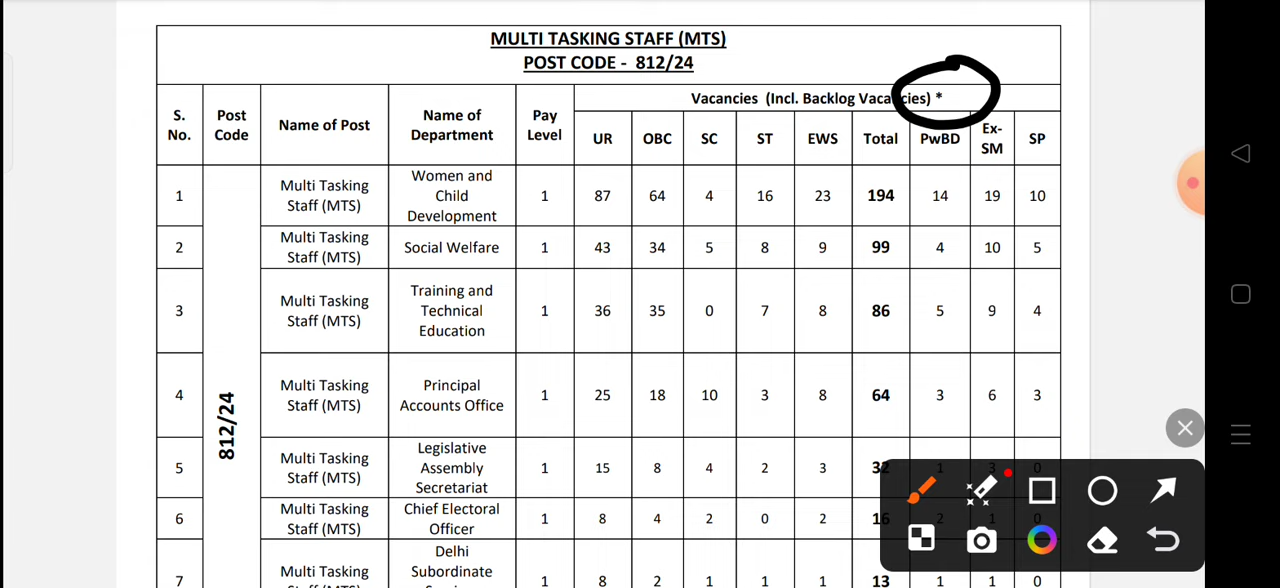 MULTI TASKING STAFF (MTS)
POST CODE - 812/24
S. No. Post Code Name of Post Name of Department Pay Level Vacancies (Incl. Backlog Vacancies) *
UR OBC SC ST EWS Total PwBD Ex-SM SP
812/24
1 Multi Tasking Staff (MTS) Women and Child Development 1 87 64 4 16 23 194 14 19 10
2 Multi Tasking Staff (MTS) Social Welfare 1 43 34 5 8 9 99 4 10 5
3 Multi Tasking Staff (MTS) Training and Technical Education 1 36 35 0 7 8 86 5 9 4
4 Multi Tasking Staff (MTS) Principal Accounts Office 1 25 18 10 3 8 64 3 6 3
5 Multi Tasking Staff (MTS) Legislative Assembly Secretariat 1 15 8 4 2 3 32 1 3 0
6 Multi Tasking Staff (MTS) Chief Electoral Officer 1 8 4 2 0 2 16 2 1 0
7 Multi Tasking Delhi Subordinate 1 8 2 1 1 1 13 1 1 0